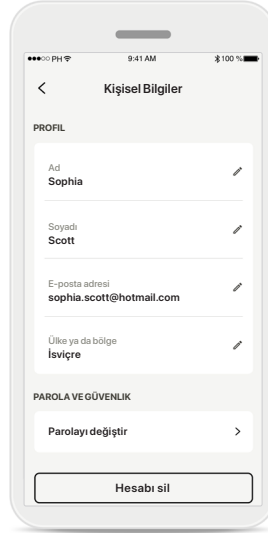 PH 9:41 AM 100 %
Kişisel Bilgiler
PROFIL
Ad
Sophia
Soyadı
Scott
E-posta adresi
sophia.scott@hotmail.com
Ülke ya da bölge
İsviçre
PAROLA VE GÜVENLIK
Parolayı değiştir
Hesabı sil